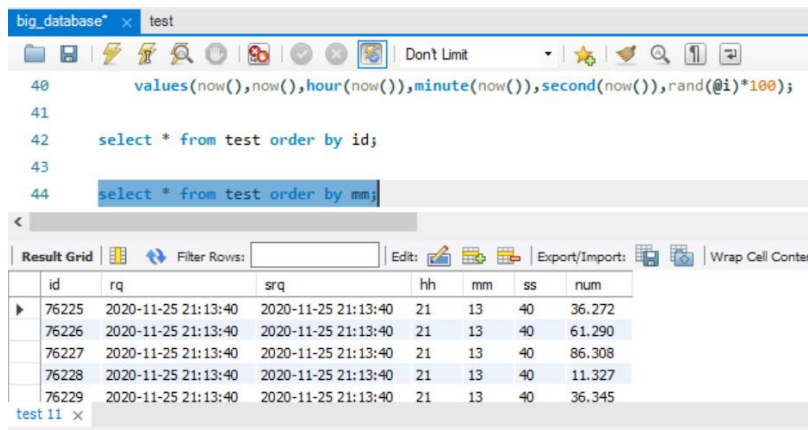 big_database* × test
Don't Limit
40 values(now(),now(),hour(now()),minute(now()),second(now()),rand(@i)*100);
41
42 select * from test order by id;
43
44 select * from test order by mm;
Result Grid Filter Rows: Edit: Export/Import: Wrap Cell Conte
id rq srq hh mm ss num
76225 2020-11-25 21:13:40 2020-11-25 21:13:40 21 13 40 36.272
76226 2020-11-25 21:13:40 2020-11-25 21:13:40 21 13 40 61.290
76227 2020-11-25 21:13:40 2020-11-25 21:13:40 21 13 40 86.308
76228 2020-11-25 21:13:40 2020-11-25 21:13:40 21 13 40 11.327
76229 2020-11-25 21:13:40 2020-11-25 21:13:40 21 13 40 36.345
test 11 ×